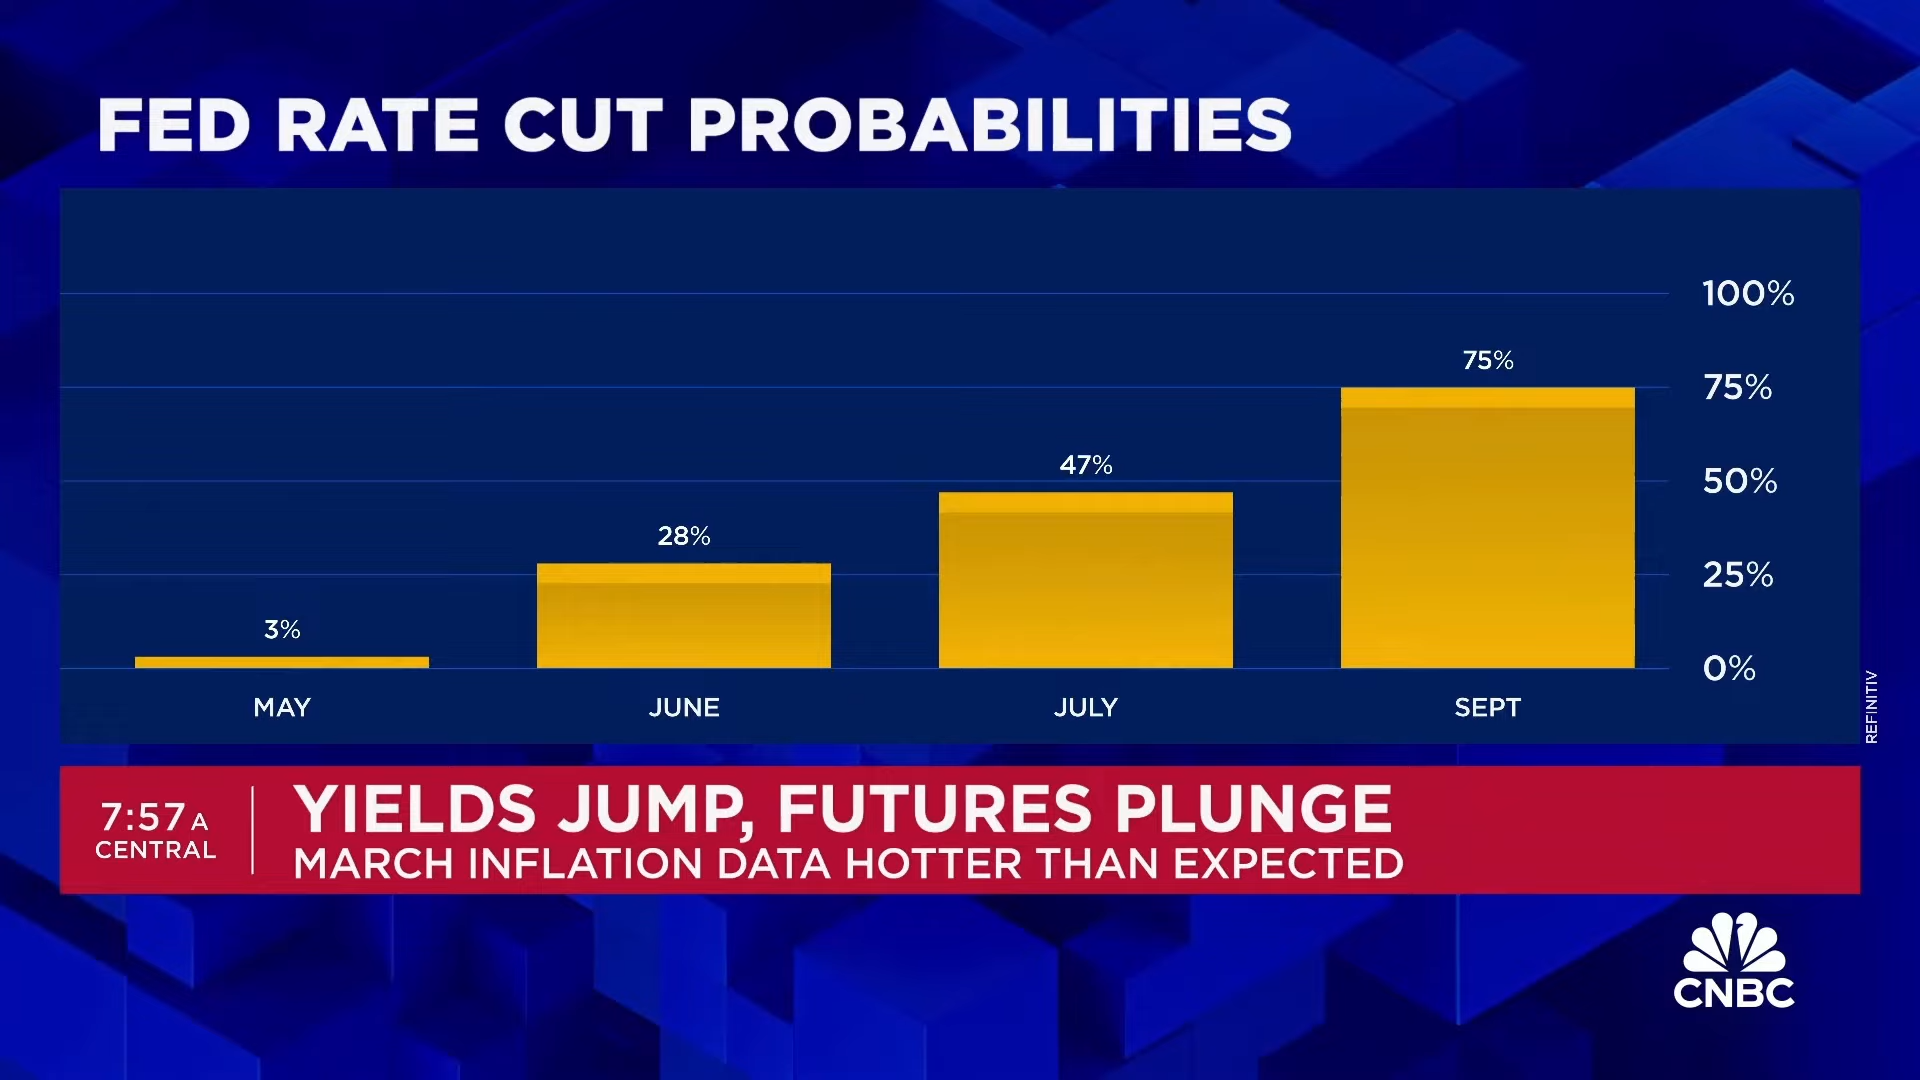 FED RATE CUT PROBABILITIES
100%
75%
50%
25%
0%
3%
28%
47%
75%
MAY
JUNE
JULY
SEPT
REFINITIV
7:57 A
CENTRAL
YIELDS JUMP, FUTURES PLUNGE
MARCH INFLATION DATA HOTTER THAN EXPECTED
CNBC